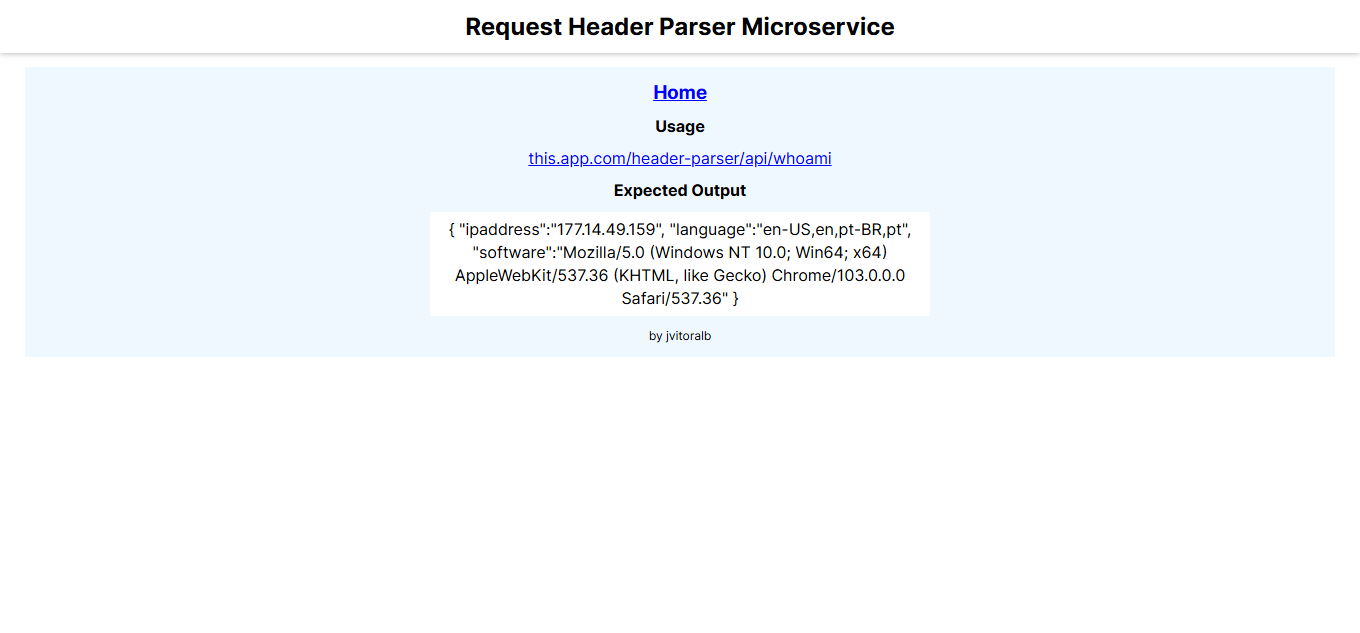 Request Header Parser Microservice
Home
Usage
this.app.com/header-parser/api/whoami
Expected Output
{ "ipaddress":"177.14.49.159", "language":"en-US,en,pt-BR,pt",
"software":"Mozilla/5.0 (Windows NT 10.0; Win64; x64)
AppleWebKit/537.36 (KHTML, like Gecko) Chrome/103.0.0.0
Safari/537.36" }
by jvitoralb